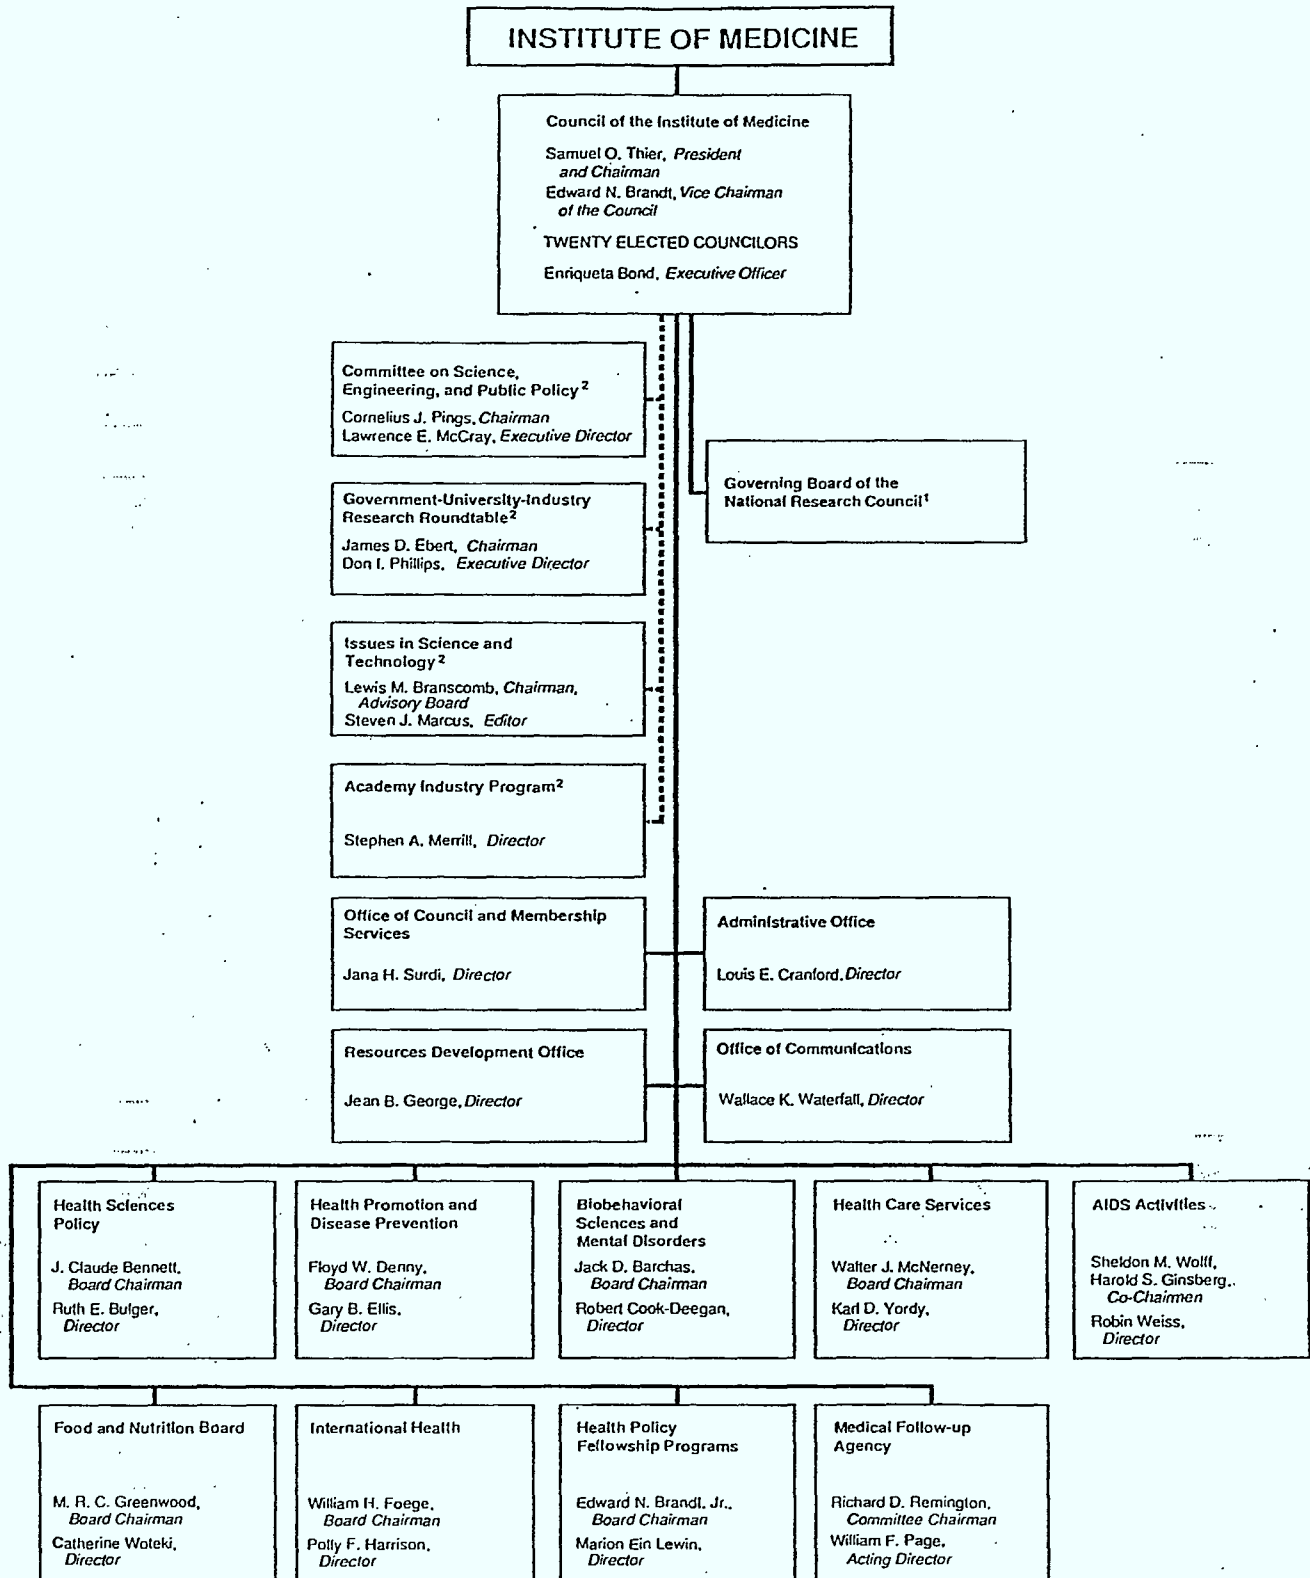 INSTITUTE OF MEDICINE
Council of the Institute of Medicine
Samuel O. Thier, President
and Chairman
Edward N. Brandt, Vice Chairman
of the Council
TWENTY ELECTED COUNCILORS
Enriqueta Bond, Executive Officer
Committee on Science,
Engineering, and Public Policy²
Cornelius J. Pings, Chairman
Lawrence E. McCray, Executive Director
Governing Board of the
National Research Council¹
Government-University-Industry
Research Roundtable²
James D. Ebert, Chairman
Don I. Phillips, Executive Director
Issues in Science and
Technology²
Lewis M. Branscomb, Chairman,
Advisory Board
Steven J. Marcus, Editor
Academy Industry Program²
Stephen A. Merrill, Director
Office of Council and Membership
Services
Jana H. Surdi, Director
Administrative Office
Louis E. Cranford, Director
Resources Development Office
Jean B. George, Director
Office of Communications
Wallace K. Waterfall, Director
Health Sciences
Policy
J. Claude Bennett,
Board Chairman
Ruth E. Bulger,
Director
Health Promotion and
Disease Prevention
Floyd W. Denny,
Board Chairman
Gary B. Ellis,
Director
Biobehavioral
Sciences and
Mental Disorders
Jack D. Barchas,
Board Chairman
Robert Cook-Deegan,
Director
Health Care Services
Walter J. McNerney,
Board Chairman
Karl D. Yordy,
Director
AIDS Activities
Sheldon M. Wolff,
Harold S. Ginsberg,
Co-Chairmen
Robin Weiss,
Director
Food and Nutrition Board
M. R. C. Greenwood,
Board Chairman
Catherine Woteki,
Director
International Health
William H. Foege,
Board Chairman
Polly F. Harrison,
Director
Health Policy
Fellowship Programs
Edward N. Brandt, Jr.,
Board Chairman
Marion Ein Lewin,
Director
Medical Follow-up
Agency
Richard D. Remington,
Committee Chairman
William F. Page,
Acting Director